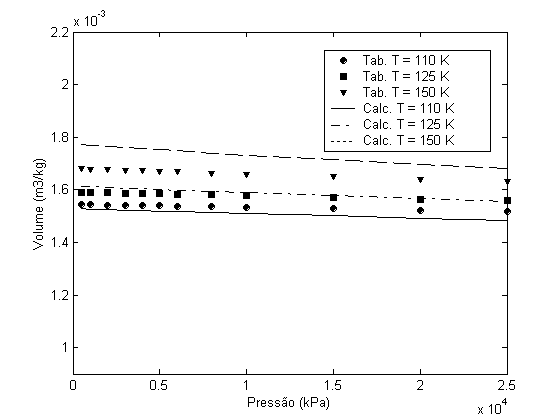 x 10⁻³
2.2
2
1.8
1.6
1.4
1.2
1
Volume (m3/kg)
Tab. T = 110 K
Tab. T = 125 K
Tab. T = 150 K
Calc. T = 110 K
Calc. T = 125 K
Calc. T = 150 K
0 0.5 1 1.5 2 2.5
Pressão (kPa)
x 10⁴